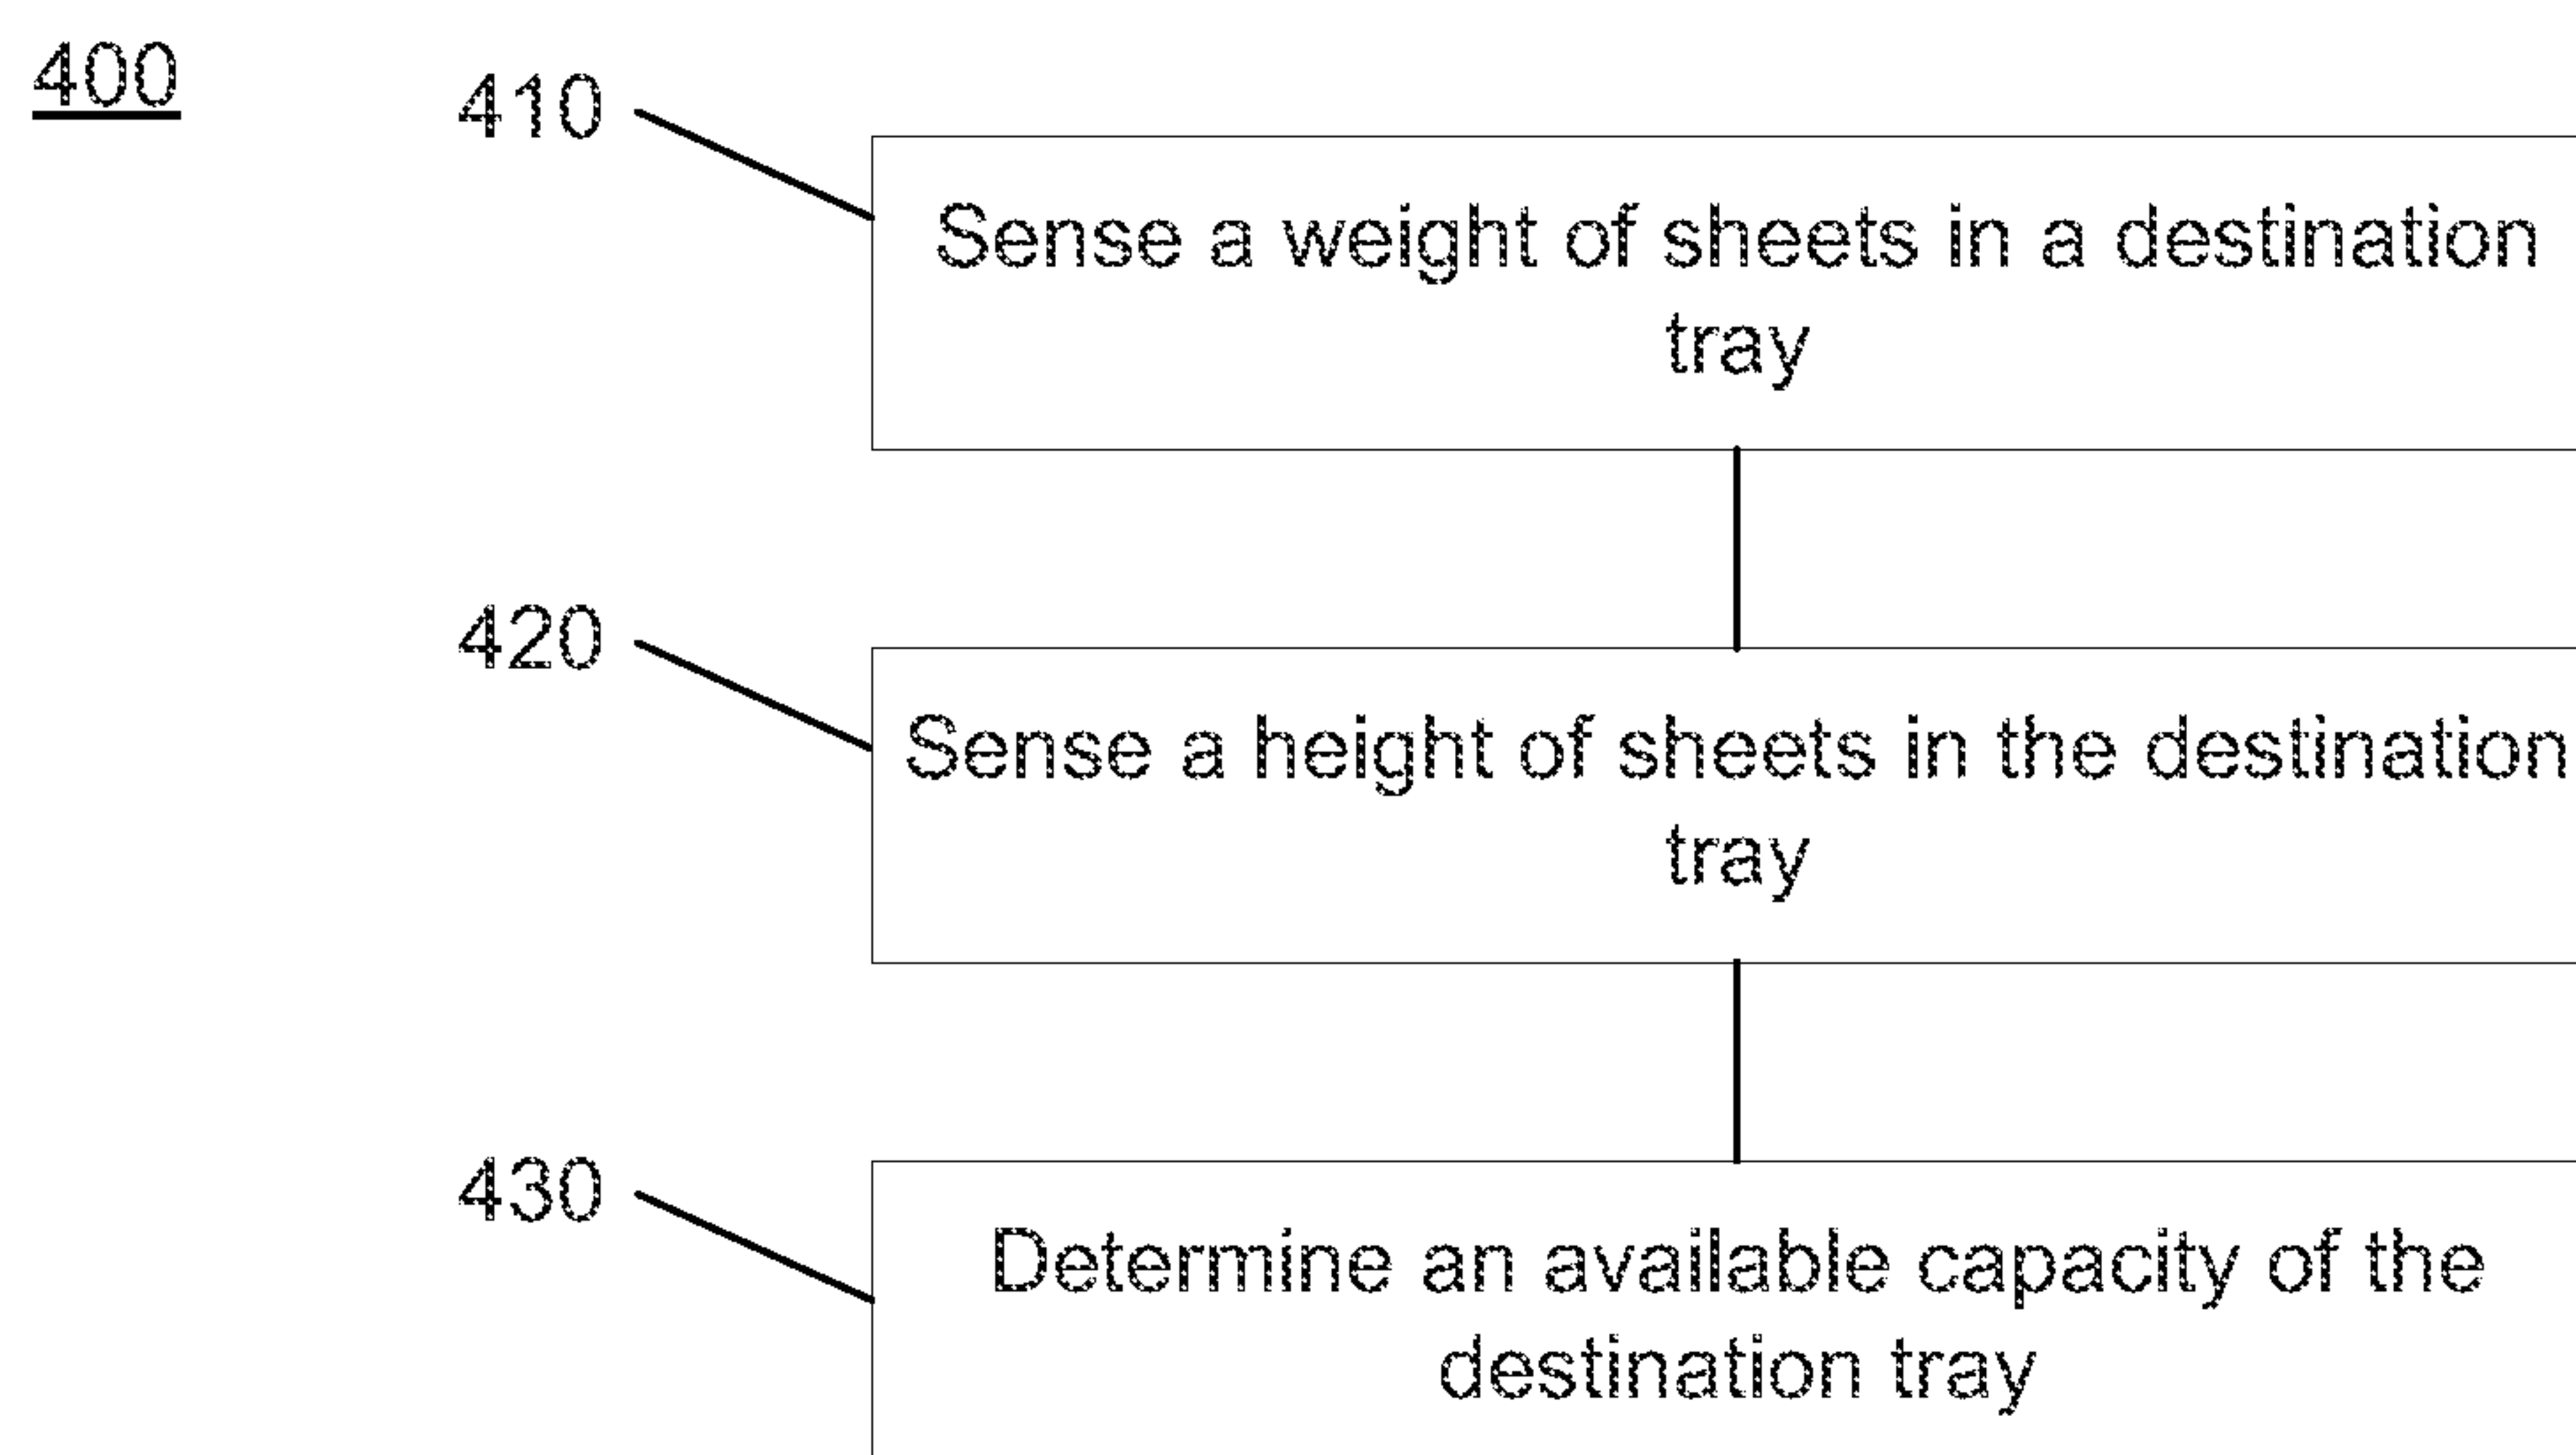 400
410
Sense a weight of sheets in a destination
tray
420
Sense a height of sheets in the destination
tray
430
Determine an available capacity of the
destination tray